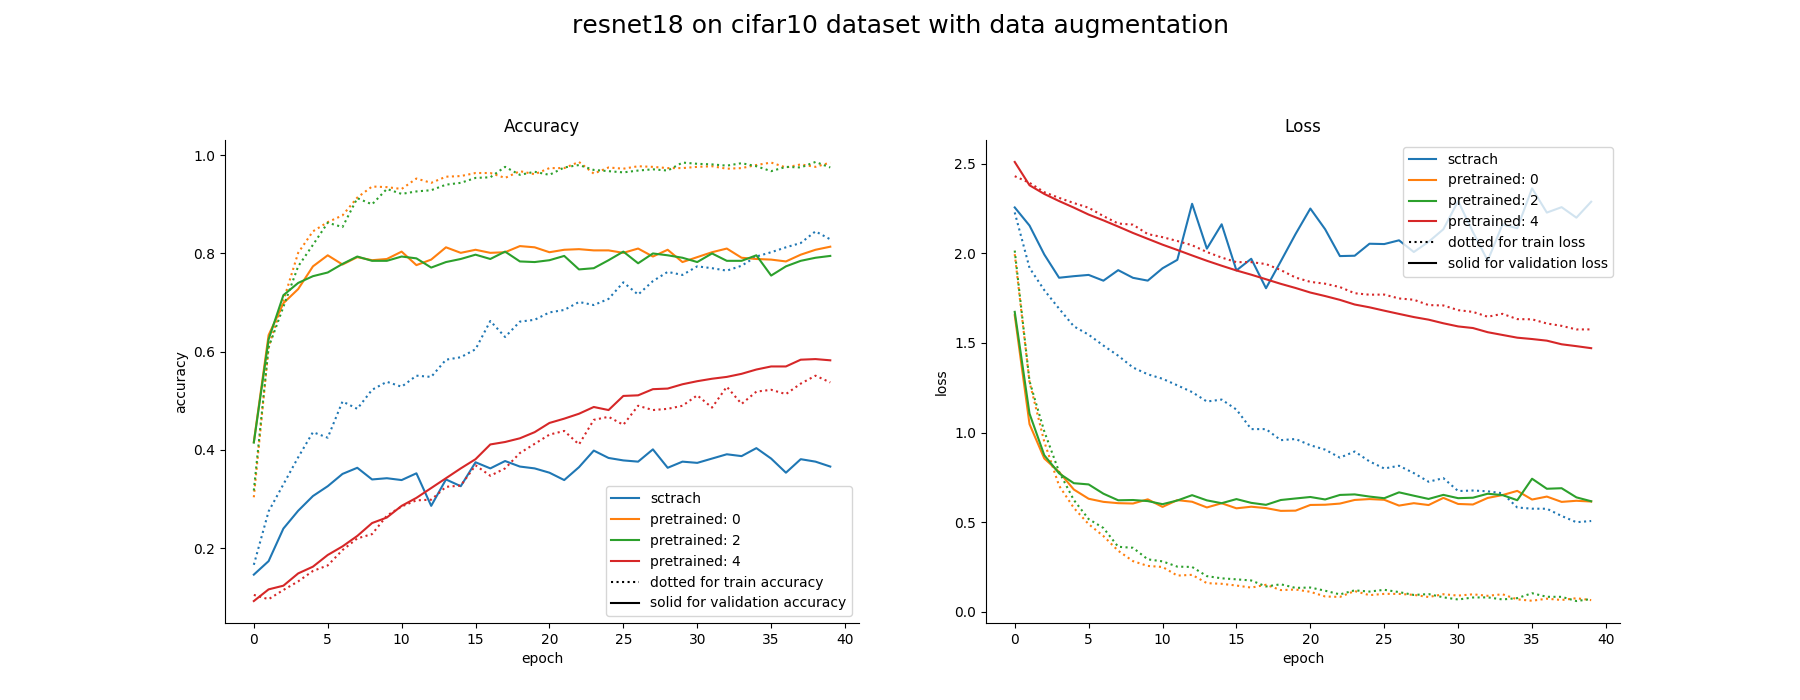 resnet18 on cifar10 dataset with data augmentation
Accuracy
1.0
0.8
0.6
0.4
0.2
accuracy
0 5 10 15 20 25 30 35 40
epoch
sctrach
pretrained: 0
pretrained: 2
pretrained: 4
dotted for train accuracy
solid for validation accuracy
Loss
2.5
2.0
1.5
1.0
0.5
0.0
loss
0 5 10 15 20 25 30 35 40
epoch
sctrach
pretrained: 0
pretrained: 2
pretrained: 4
dotted for train loss
solid for validation loss